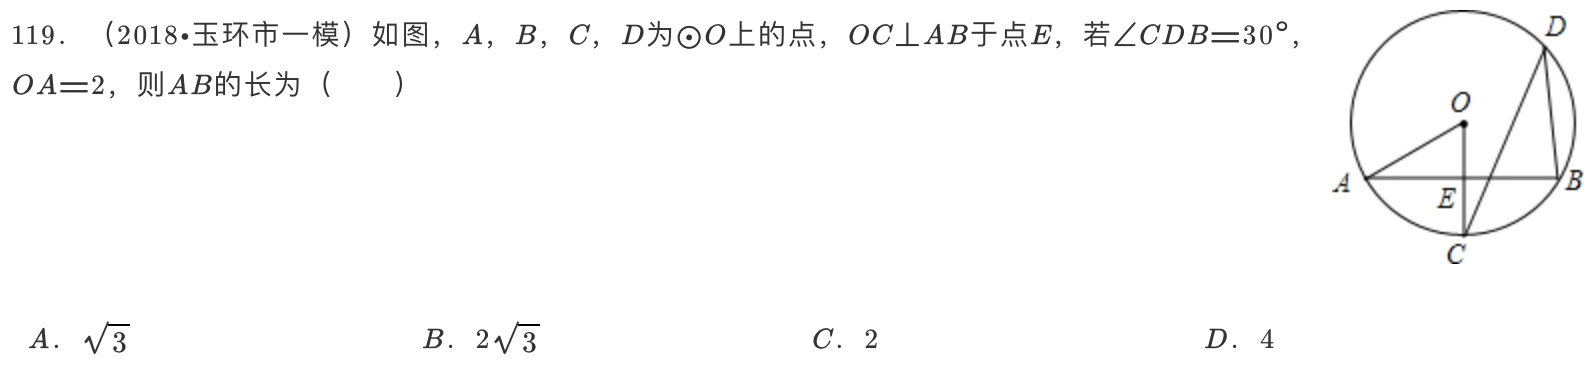 119. （2018•玉环市一模）如图，A，B，C，D为⊙O上的点，OC⊥AB于点E，若∠CDB=30°，
OA=2，则AB的长为（　　）
D
O
A
E
B
C
A. √3 B. 2√3 C. 2 D. 4